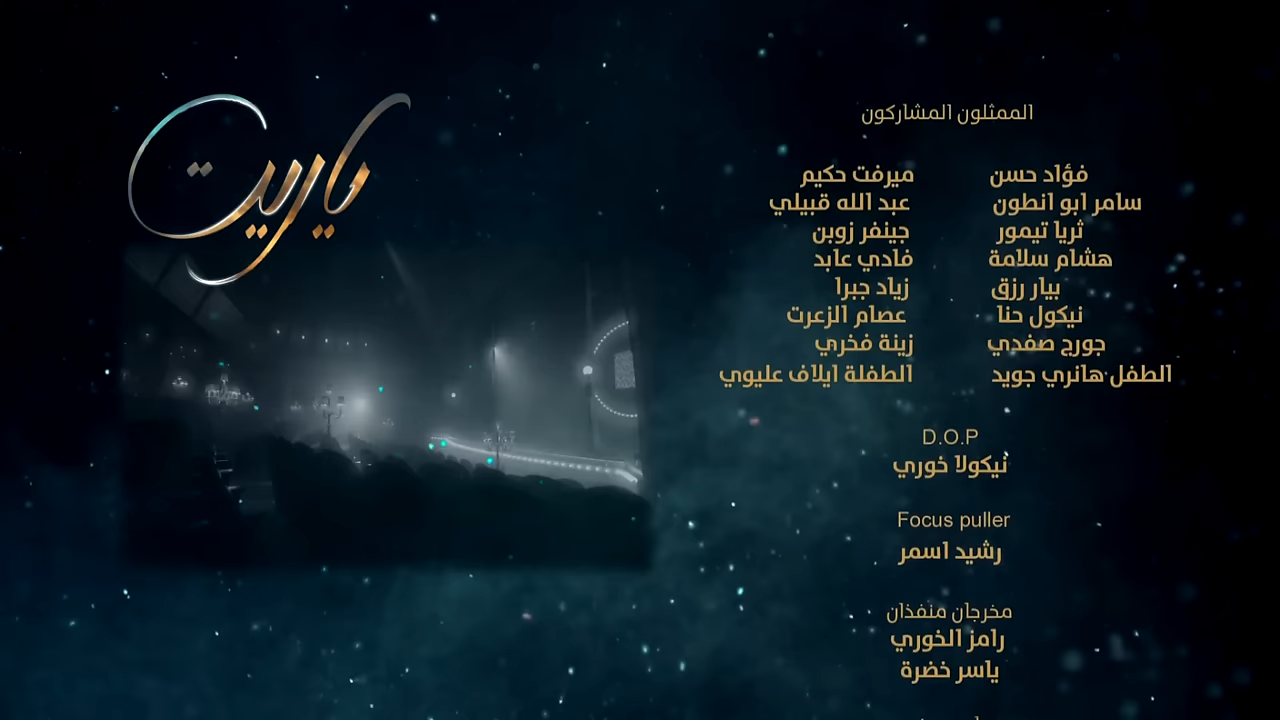 ياريت
الممثلون المشاركون
فؤاد حسن ميرفت حكيم
سامر ابو انطون عبد الله قبيلي
ثريا تيمور جينفر زوبن
هشام سلامة فادي عابد
بيار رزق زياد جبرا
نيكول حنا عصام الزعرت
جورج صفدي زينة فخري
الطفل هانري جويد الطفلة ايلاف عليوي
D.O.P
نيكولا خوري
Focus puller
رشيد اسمر
مخرجان منفذان
رامز الخوري
ياسر خضرة